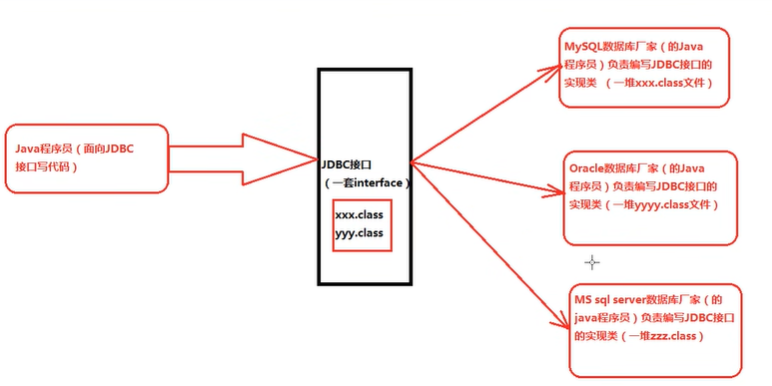 Java程序员（面向JDBC
接口写代码）
JDBC接口
（一套interface）
xxx.class
yyy.class
MySQL数据库厂家（的Java
程序员）负责编写JDBC接口的
实现类 （一堆xxx.class文件）
Oracle数据库厂家（的Java
程序员）负责编写JDBC接口的
实现类（一堆yyyy.class文件）
MS sql server数据库厂家（的
java程序员）负责编写JDBC接口
的实现类（一堆zzz.class）